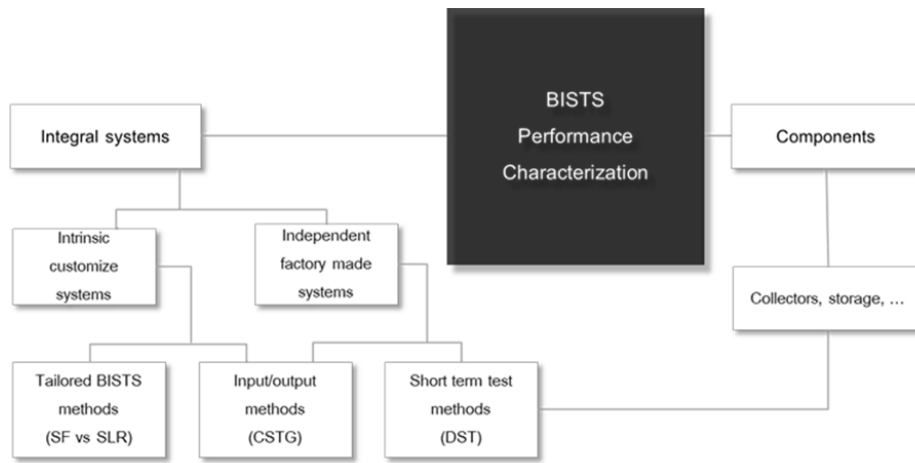 BISTS
Performance
Characterization
Integral systems
Components
Intrinsic
customize
systems
Independent
factory made
systems
Collectors, storage, ...
Tailored BISTS
methods
(SF vs SLR)
Input/output
methods
(CSTG)
Short term test
methods
(DST)